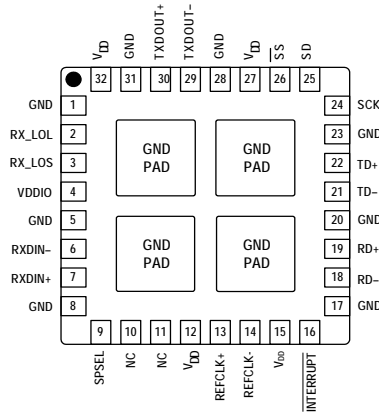 VDD
GND
TXDOUT+
TXDOUT–
GND
VDD
SS
SD
32 31 30 29 28 27 26 25
GND 1
RX_LOL 2
RX_LOS 3
VDDIO 4
GND 5
RXDIN– 6
RXDIN+ 7
GND 8
GND
PAD
GND
PAD
GND
PAD
GND
PAD
24 SCK
23 GND
22 TD+
21 TD–
20 GND
19 RD+
18 RD–
17 GND
9 10 11 12 13 14 15 16
SPSEL
NC
NC
VDD
REFCLK+
REFCLK-
VDD
INTERRUPT